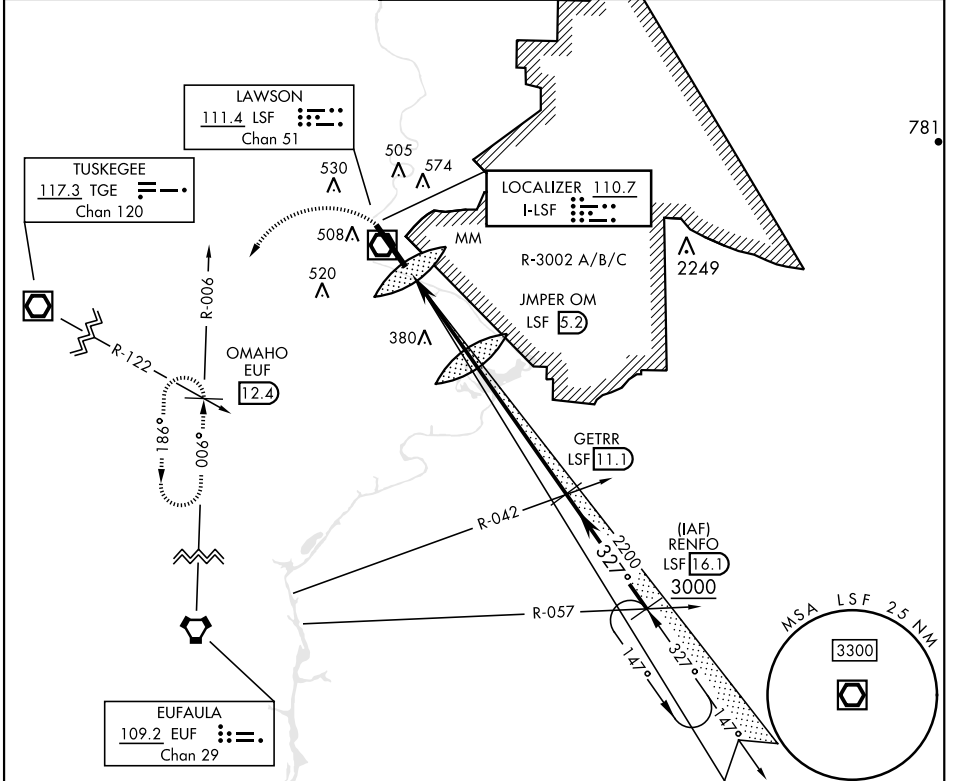 LAWSON
111.4 LSF
Chan 51
781
505
574
530
TUSKEGEE
117.3 TGE
Chan 120
LOCALIZER 110.7
I-LSF
508
MM
R-3002 A/B/C
2249
520
R-006
JMPER OM
LSF 5.2
380
R-122
OMAHO
EUF
12.4
186°
006°
GETRR
LSF 11.1
R-042
2200
327°
(IAF)
RENFO
LSF 16.1
3000
R-057
147°
327°
147°
MSA LSF 25 NM
3300
EUFAULA
109.2 EUF
Chan 29